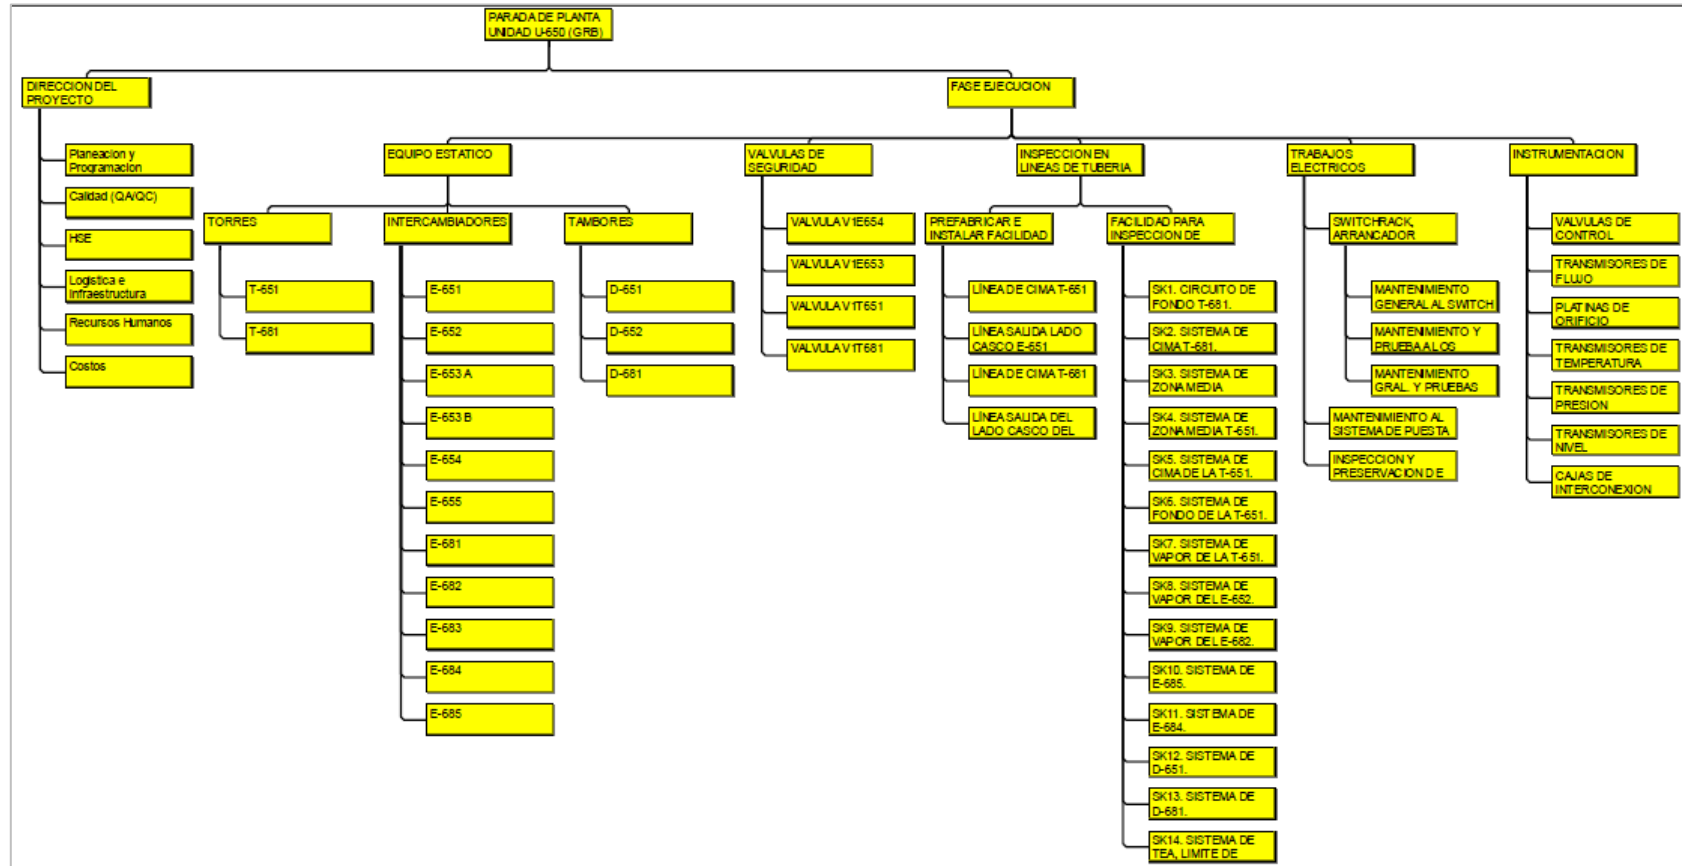 PARADA DE PLANTA
UNIDAD U-650 (GRB)
DIRECCION DEL
PROYECTO
Planeacion y
Programacion
Calidad (QA/QC)
HSE
Logistica e
Infraestructura
Recursos Humanos
Costos
FASE EJECUCION
EQUIPO ESTATICO
TORRES
T-651
T-681
INTERCAMBIADORES
E-651
E-652
E-653 A
E-653 B
E-654
E-655
E-681
E-682
E-683
E-684
E-685
TAMBORES
D-651
D-652
D-681
VALVULAS DE
SEGURIDAD
VALVULA V1E654
VALVULA V1E653
VALVULA V1T651
VALVULA V1T681
INSPECCION EN
LINEAS DE TUBERIA
PREFABRICAR E
INSTALAR FACILIDAD
LÍNEA DE CIMA T-651
LÍNEA SALIDA LADO
CASCO E-651
LÍNEA DE CIMA T-681
LÍNEA SALIDA DEL
LADO CASCO DEL
FACILIDAD PARA
INSPECCION DE
SK1. CIRCUITO DE
FONDO T-681.
SK2. SISTEMA DE
CIMA T-681.
SK3. SISTEMA DE
ZONA MEDIA
SK4. SISTEMA DE
ZONA MEDIA T-651.
SK5. SISTEMA DE
CIMA DE LA T-651.
SK6. SISTEMA DE
FONDO DE LA T-651.
SK7. SISTEMA DE
VAPOR DE LA T-651.
SK8. SISTEMA DE
VAPOR DEL E-652.
SK9. SISTEMA DE
VAPOR DEL E-682.
SK10. SISTEMA DE
E-685.
SK11. SISTEMA DE
E-684.
SK12. SISTEMA DE
D-651.
SK13. SISTEMA DE
D-681.
SK14. SISTEMA DE
TEA, LIMITE DE
TRABAJOS
ELECTRICOS
SWITCHRACK,
ARRANCADOR
MANTENIMIENTO
GENERAL AL SWITCH
MANTENIMIENTO Y
PRUEBA A LOS
MANTENIMIENTO
GRAL. Y PRUEBAS
MANTENIMIENTO AL
SISTEMA DE PUESTA
INSPECCION Y
PRESERVACION DE
INSTRUMENTACION
VALVULAS DE
CONTROL
TRANSMISORES DE
FLUJO
PLATINAS DE
ORIFICIO
TRANSMISORES DE
TEMPERATURA
TRANSMISORES DE
PRESION
TRANSMISORES DE
NIVEL
CAJAS DE
INTERCONEXION